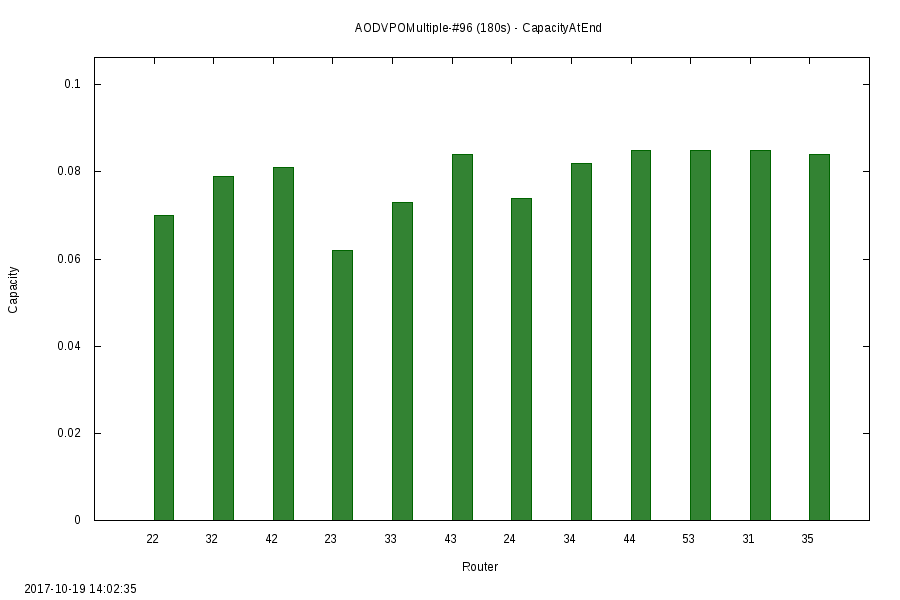 AODVPOMultiple-#96 (180s) - CapacityAtEnd
0.1
0.08
0.06
0.04
0.02
0
Capacity
22 32 42 23 33 43 24 34 44 53 31 35
Router
2017-10-19 14:02:35